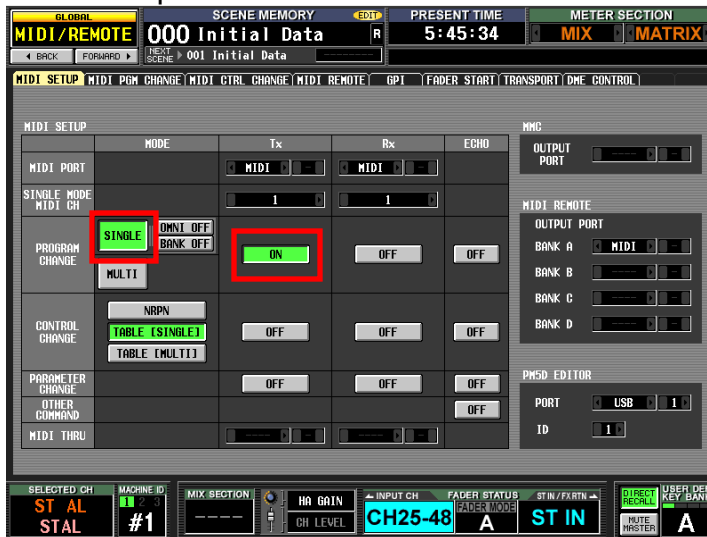 GLOBAL SCENE MEMORY EDIT PRESENT TIME METER SECTION
MIDI/REMOTE 000 Initial Data R 5:45:34 MIX MATRIX
BACK FORWARD NEXT SCENE 001 Initial Data
MIDI SETUP MIDI PGM CHANGE MIDI CTRL CHANGE MIDI REMOTE GPI FADER START TRANSPORT DME CONTROL
MIDI SETUP
MODE Tx Rx ECHO
MIDI PORT MIDI - MIDI -
SINGLE MODE MIDI CH 1 1
PROGRAM CHANGE SINGLE OMNI OFF BANK OFF ON OFF OFF
MULTI
CONTROL CHANGE NRPN
TABLE [SINGLE] OFF OFF OFF
TABLE [MULTI]
PARAMETER CHANGE OFF OFF OFF
OTHER COMMAND OFF
MIDI THRU ---- - ---- -
MMC
OUTPUT PORT ---- -
MIDI REMOTE
OUTPUT PORT
BANK A MIDI -
BANK B ---- -
BANK C ---- -
BANK D ---- -
PM5D EDITOR
PORT USB 1
ID 1
SELECTED CH MACHINE ID MIX SECTION HA GAIN INPUT CH FADER STATUS ST IN/FX RTN DIRECT RECALL
ST AL 1 2 3 ---- CH25-48 FADER MODE ST IN
STAL #1 CH LEVEL A MUTE MASTER A